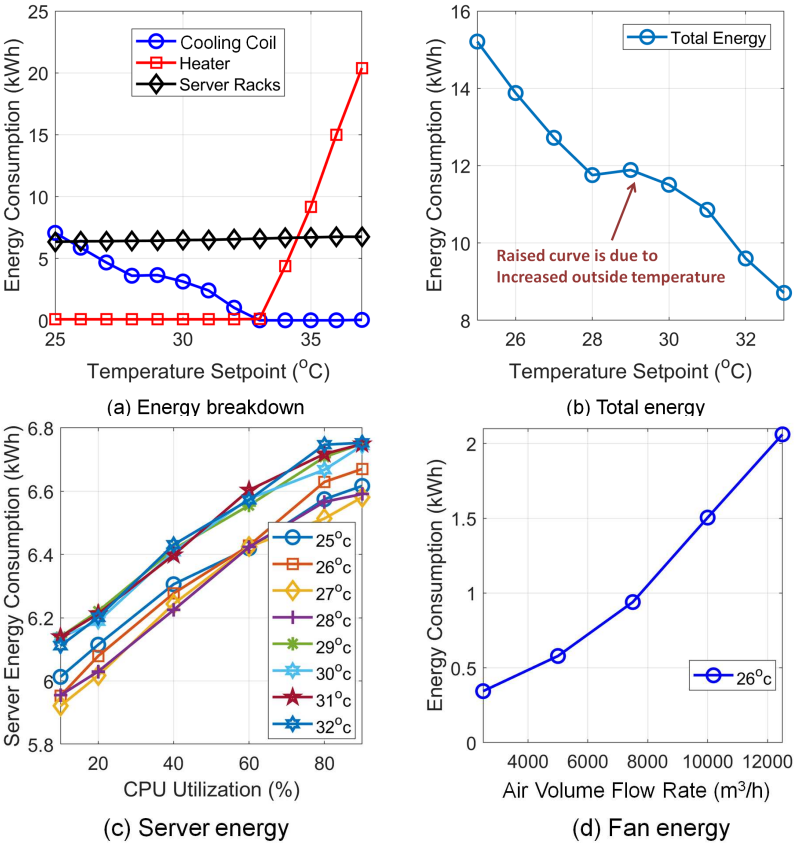 25
20
15
10
5
0
Energy Consumption (kWh)
Cooling Coil
Heater
Server Racks
25
30
35
Temperature Setpoint (°C)
(a) Energy breakdown
16
14
12
10
8
Energy Consumption (kWh)
Total Energy
Raised curve is due to
Increased outside temperature
26
28
30
32
Temperature Setpoint (°C)
(b) Total energy
6.8
6.6
6.4
6.2
6
5.8
Server Energy Consumption (kWh)
25°c
26°c
27°c
28°c
29°c
30°c
31°c
32°c
20
40
60
80
CPU Utilization (%)
(c) Server energy
2
1.5
1
0.5
0
Energy Consumption (kWh)
26°c
4000
6000
8000
10000
12000
Air Volume Flow Rate (m³/h)
(d) Fan energy